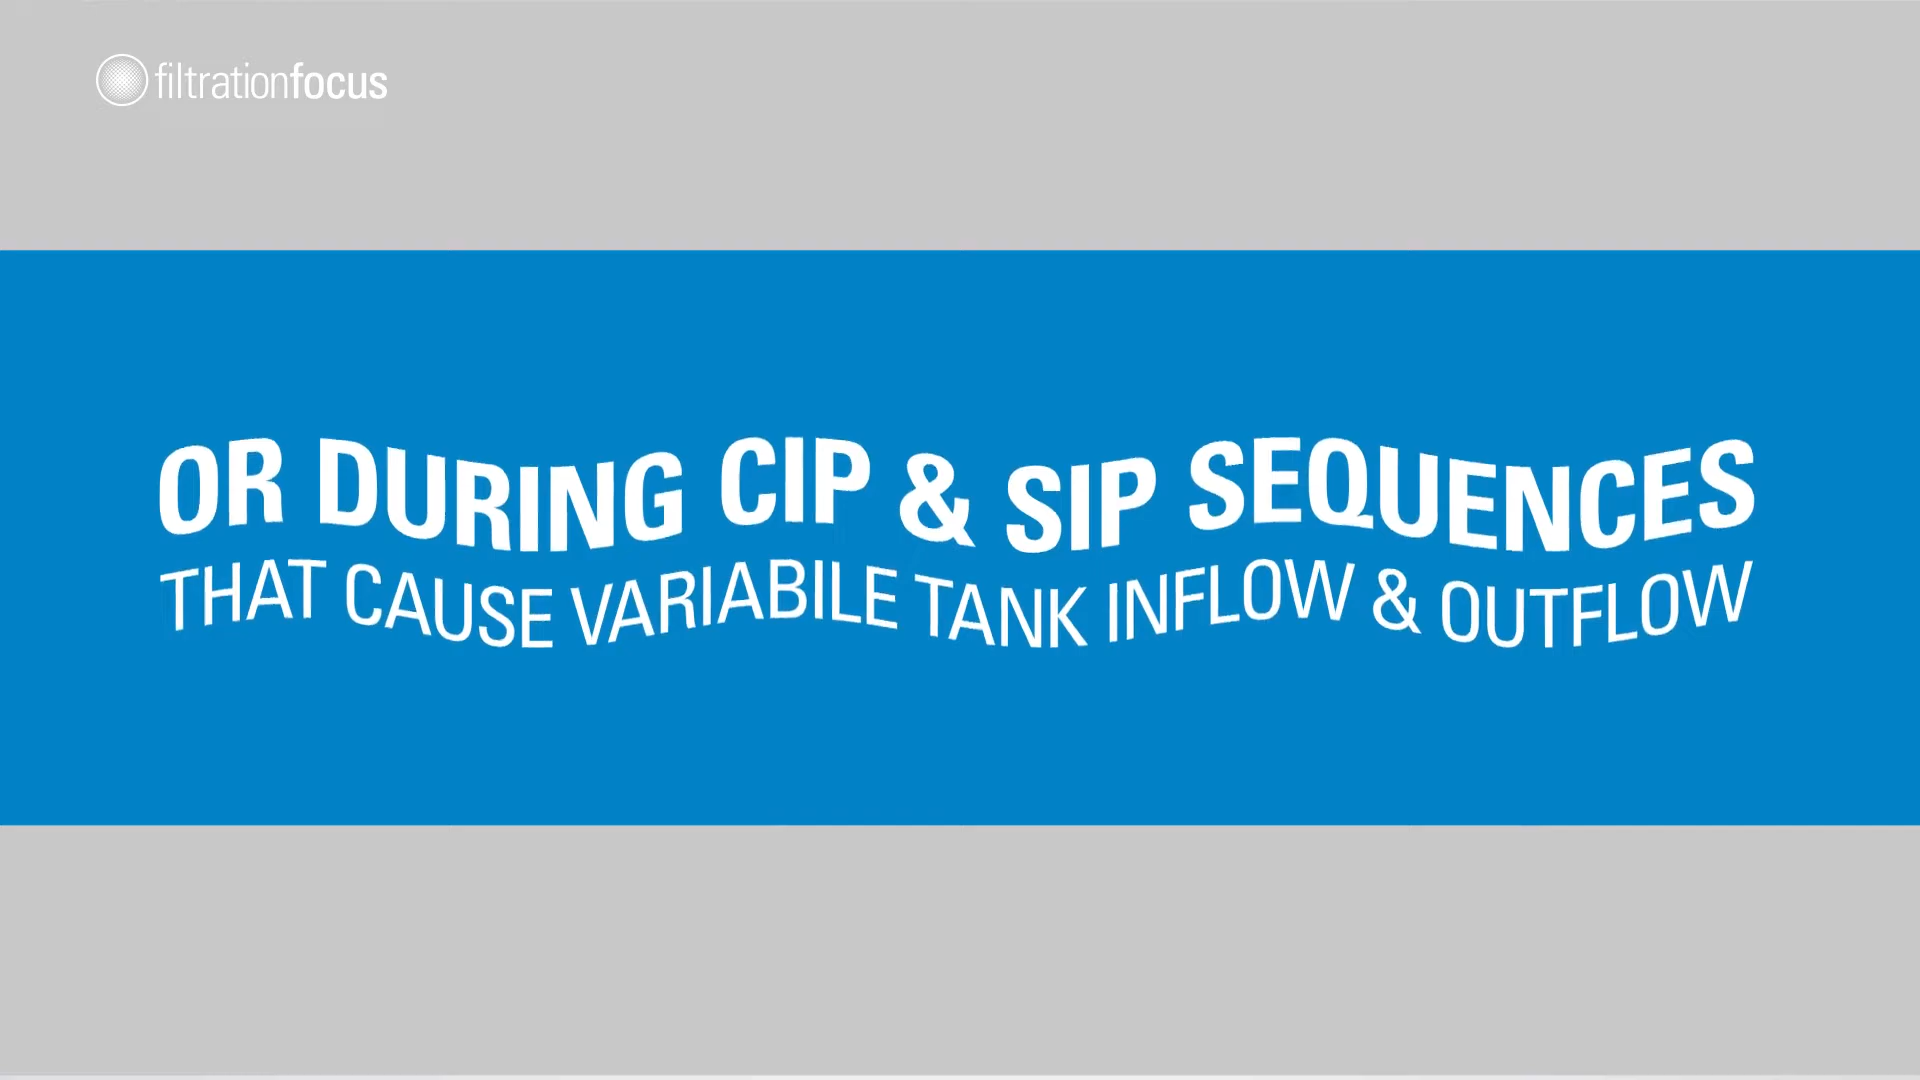 filtrationfocus
OR DURING CIP & SIP SEQUENCES
THAT CAUSE VARIABILE TANK INFLOW & OUTFLOW